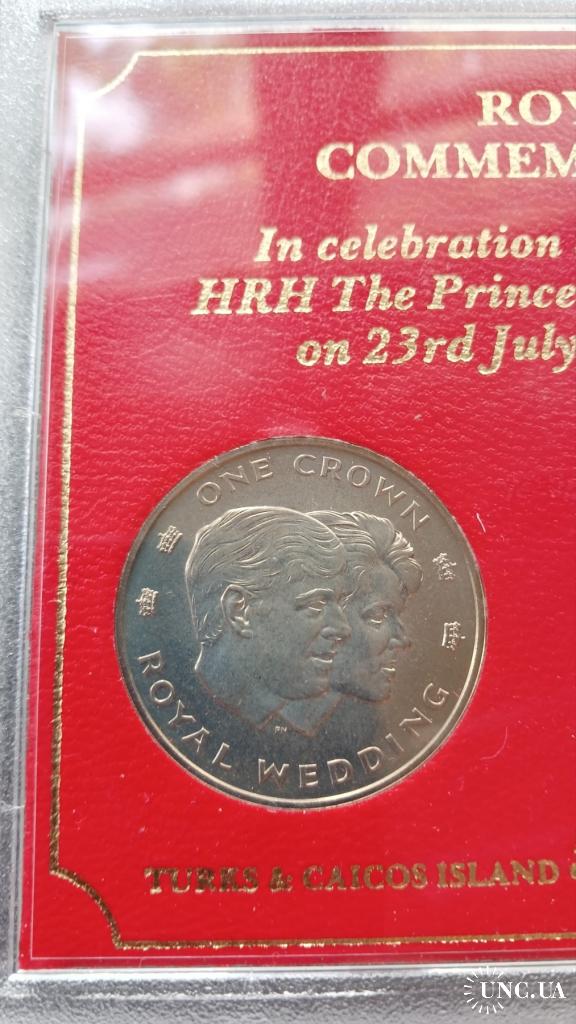 ROY
COMMEM
In celebration
HRH The Prince
on 23rd July
ONE CROWN
ROYAL WEDDING
PN
TURKS & CAICOS ISLAND
UNC.UA